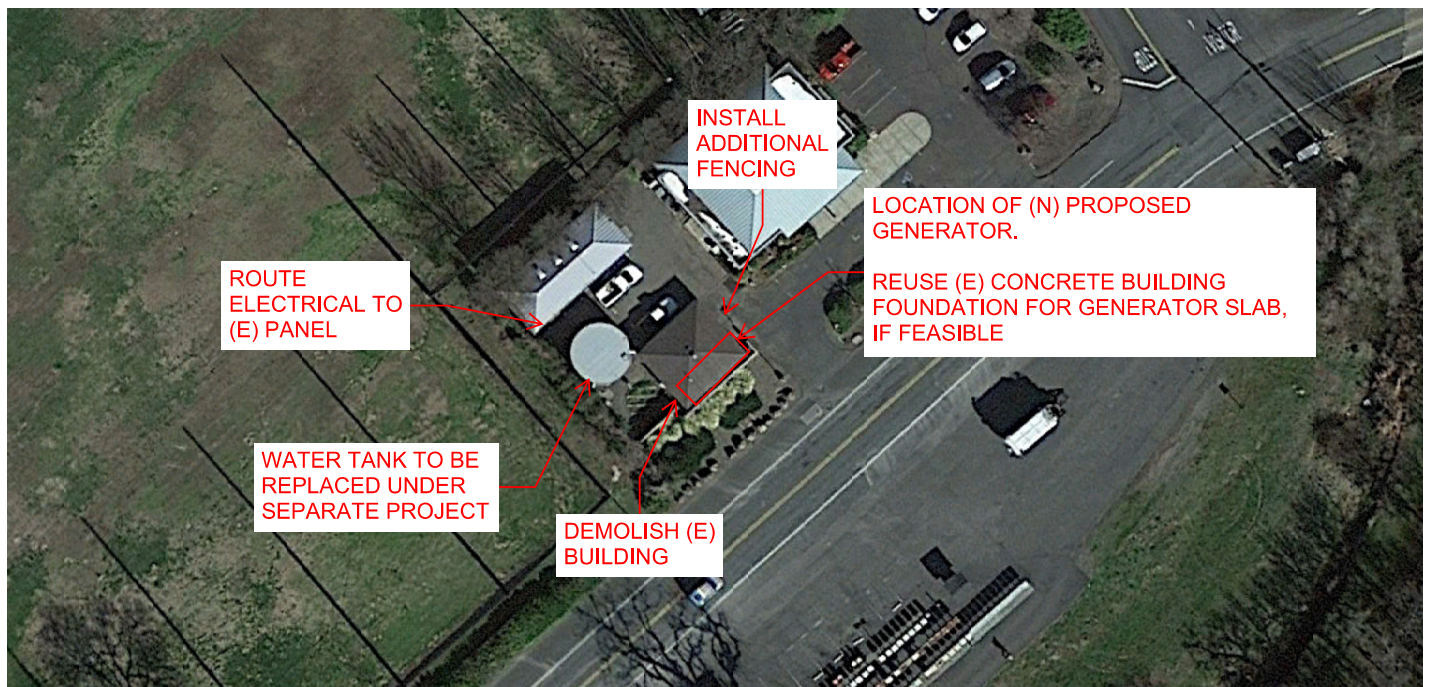 INSTALL
ADDITIONAL
FENCING
LOCATION OF (N) PROPOSED
GENERATOR.
REUSE (E) CONCRETE BUILDING
FOUNDATION FOR GENERATOR SLAB,
IF FEASIBLE
ROUTE
ELECTRICAL TO
(E) PANEL
WATER TANK TO BE
REPLACED UNDER
SEPARATE PROJECT
DEMOLISH (E)
BUILDING